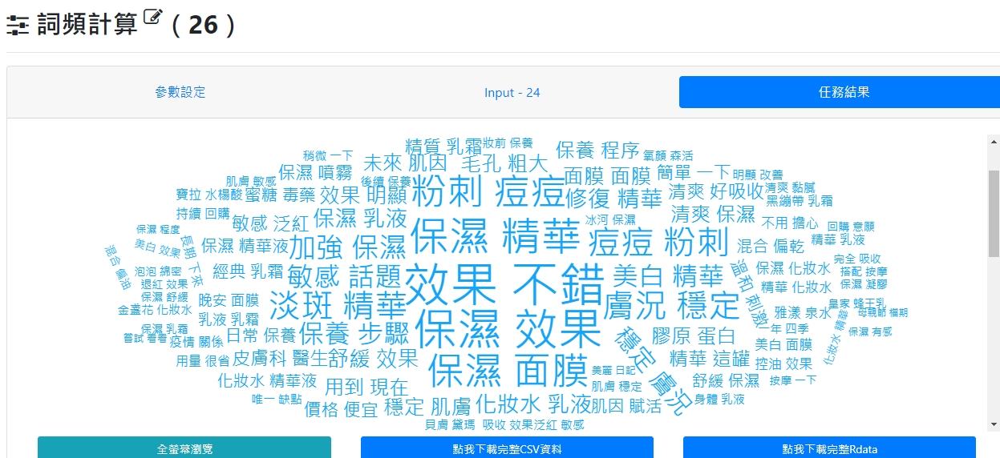 詞頻計算 ( 26 )
參數設定
Input - 24
任務結果
精質 乳霜
妝前 保養
保養 程序
稍微 一下
氧顏 森活
未來 肌因
毛孔 粗大
保濕 噴霧
面膜 面膜
簡單 一下
明顯 改善
肌膚 敏感
後續 保養
粉刺 痘痘
寶拉 水楊酸
蜜糖 毒藥
效果 明顯
修復 精華
清爽 好吸收
清爽 黏膩
黑繃帶 乳霜
持續 回購
敏感 泛紅
保濕 乳液
冰河 保濕
清爽 保濕
不用 擔心
回購 意願
保濕 程度
保濕 精華
美白 效果
長期 下來
保濕 精華液
加強 保濕
痘痘 粉刺
混合 偏乾
精華 乳液
混合 偏油
泡泡 綿密
經典 乳霜
敏感 話題
效果 不錯
美白 精華
溫和 刺激
保濕 化妝水
完全 吸收
搭配 按摩
退紅 效果
精華 化妝水
保濕 凝膠
保濕 舒緩
晚安 面膜
淡斑 精華
膚況 穩定
皇家 蜂王乳
金盞花 化妝水
乳液 乳霜
雅漾 泉水
母親節 檔期
保濕 乳霜
日常 保養
保養 步驟
保濕 效果
膠原 蛋白
一年 四季
化妝水 精華
保濕 有感
嘗試 看看
疫情 關係
穩定 膚況
美白 面膜
用量 很省
皮膚科 醫生
舒緩 效果
保濕 面膜
精華 這罐
控油 效果
美麗 日記
化妝水 精華液
用到 現在
肌膚 穩定
舒緩 保濕
按摩 一下
唯一 缺點
價格 便宜
穩定 肌膚
化妝水 乳液
肌因 賦活
身體 乳液
貝膚 黛瑪
吸收 效果
泛紅 敏感
全螢幕瀏覽
點我下載完整CSV資料
點我下載完整Rdata